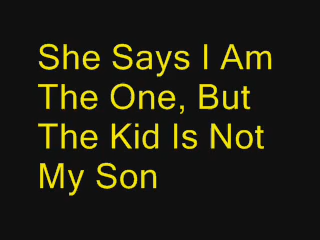 She Says I Am
The One, But
The Kid Is Not
My Son